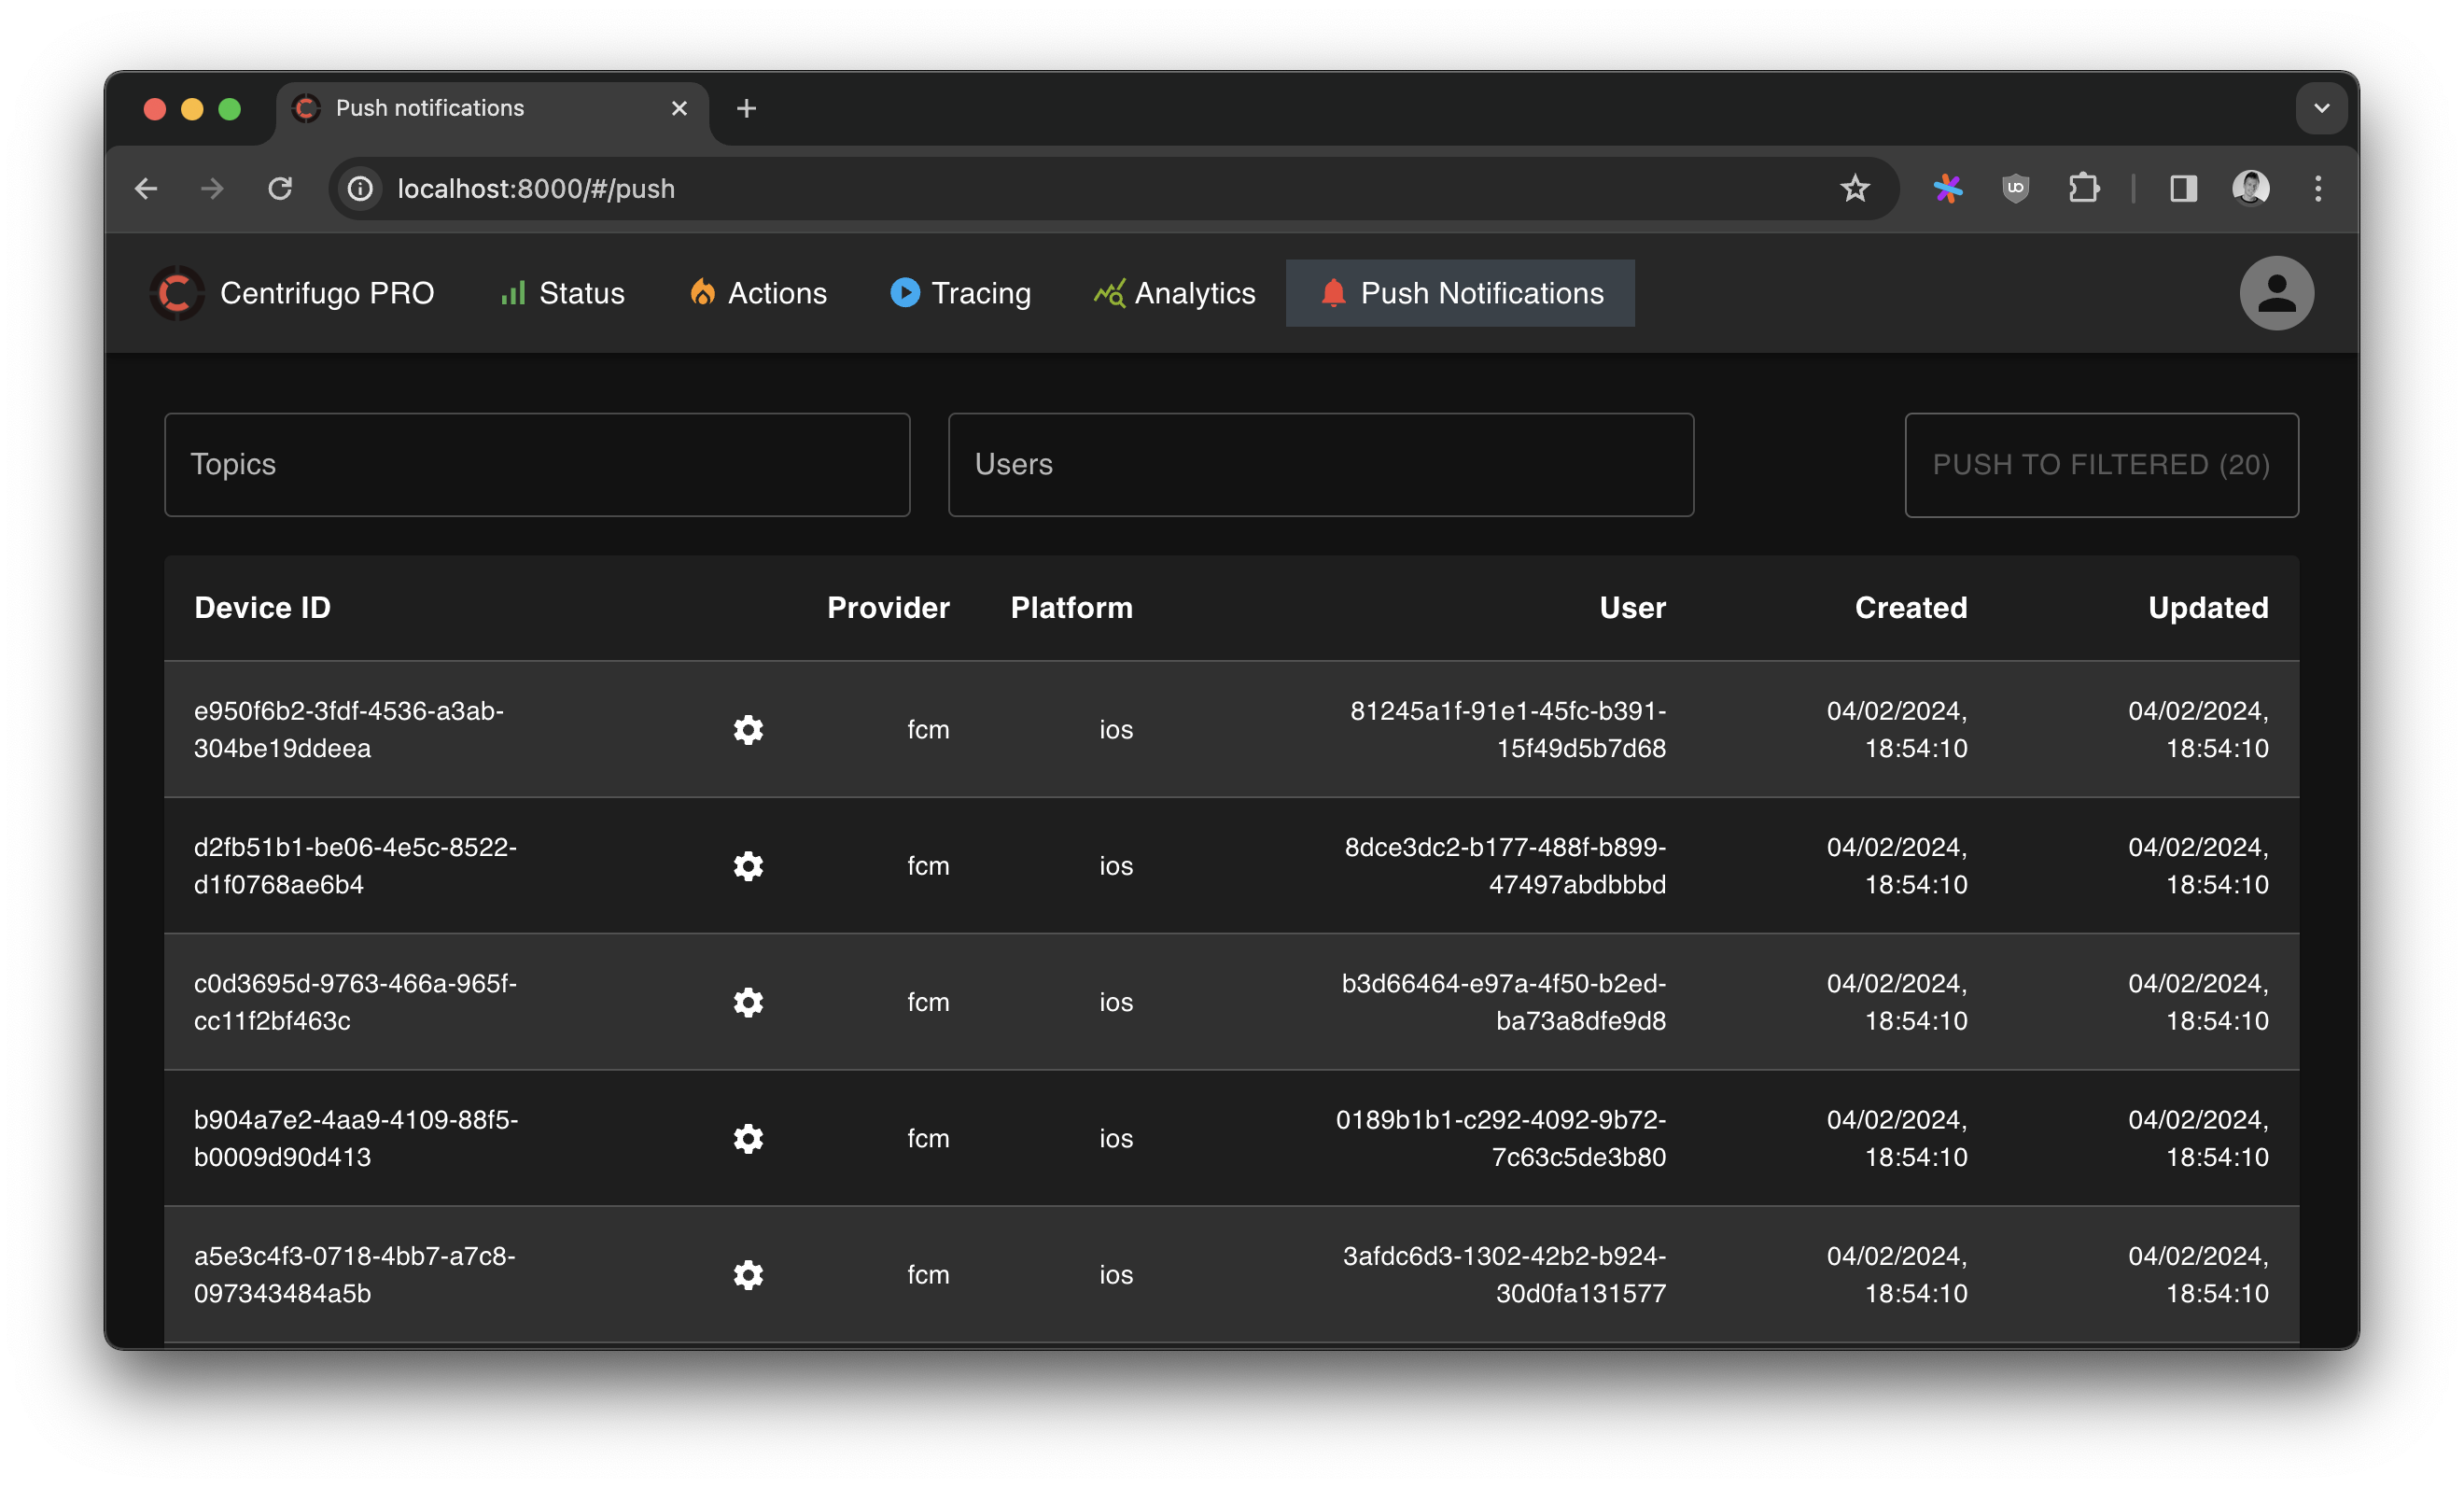 Push notifications
localhost:8000/#/push
Centrifugo PRO Status Actions Tracing Analytics Push Notifications
Topics Users PUSH TO FILTERED (20)
Device ID Provider Platform User Created Updated
e950f6b2-3fdf-4536-a3ab- 81245a1f-91e1-45fc-b391- 04/02/2024, 04/02/2024,
fcm ios
304be19ddeea 15f49d5b7d68 18:54:10 18:54:10
d2fb51b1-be06-4e5c-8522- 8dce3dc2-b177-488f-b899- 04/02/2024, 04/02/2024,
fcm ios
d1f0768ae6b4 47497abdbbbd 18:54:10 18:54:10
c0d3695d-9763-466a-965f- b3d66464-e97a-4f50-b2ed- 04/02/2024, 04/02/2024,
fcm ios
cc11f2bf463c ba73a8dfe9d8 18:54:10 18:54:10
b904a7e2-4aa9-4109-88f5- 0189b1b1-c292-4092-9b72- 04/02/2024, 04/02/2024,
fcm ios
b0009d90d413 7c63c5de3b80 18:54:10 18:54:10
a5e3c4f3-0718-4bb7-a7c8- 3afdc6d3-1302-42b2-b924- 04/02/2024, 04/02/2024,
fcm ios
097343484a5b 30d0fa131577 18:54:10 18:54:10